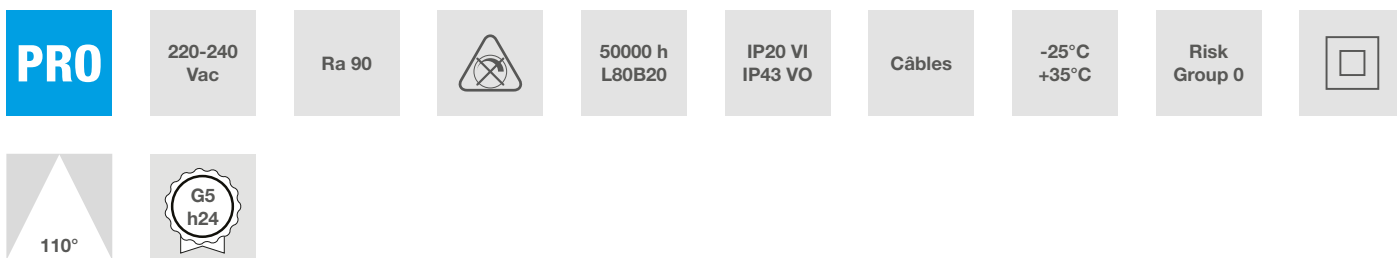 PRO
220-240
Vac
Ra 90
50000 h
L80B20
IP20 VI
IP43 VO
Câbles
-25°C
+35°C
Risk
Group 0
110°
G5
h24